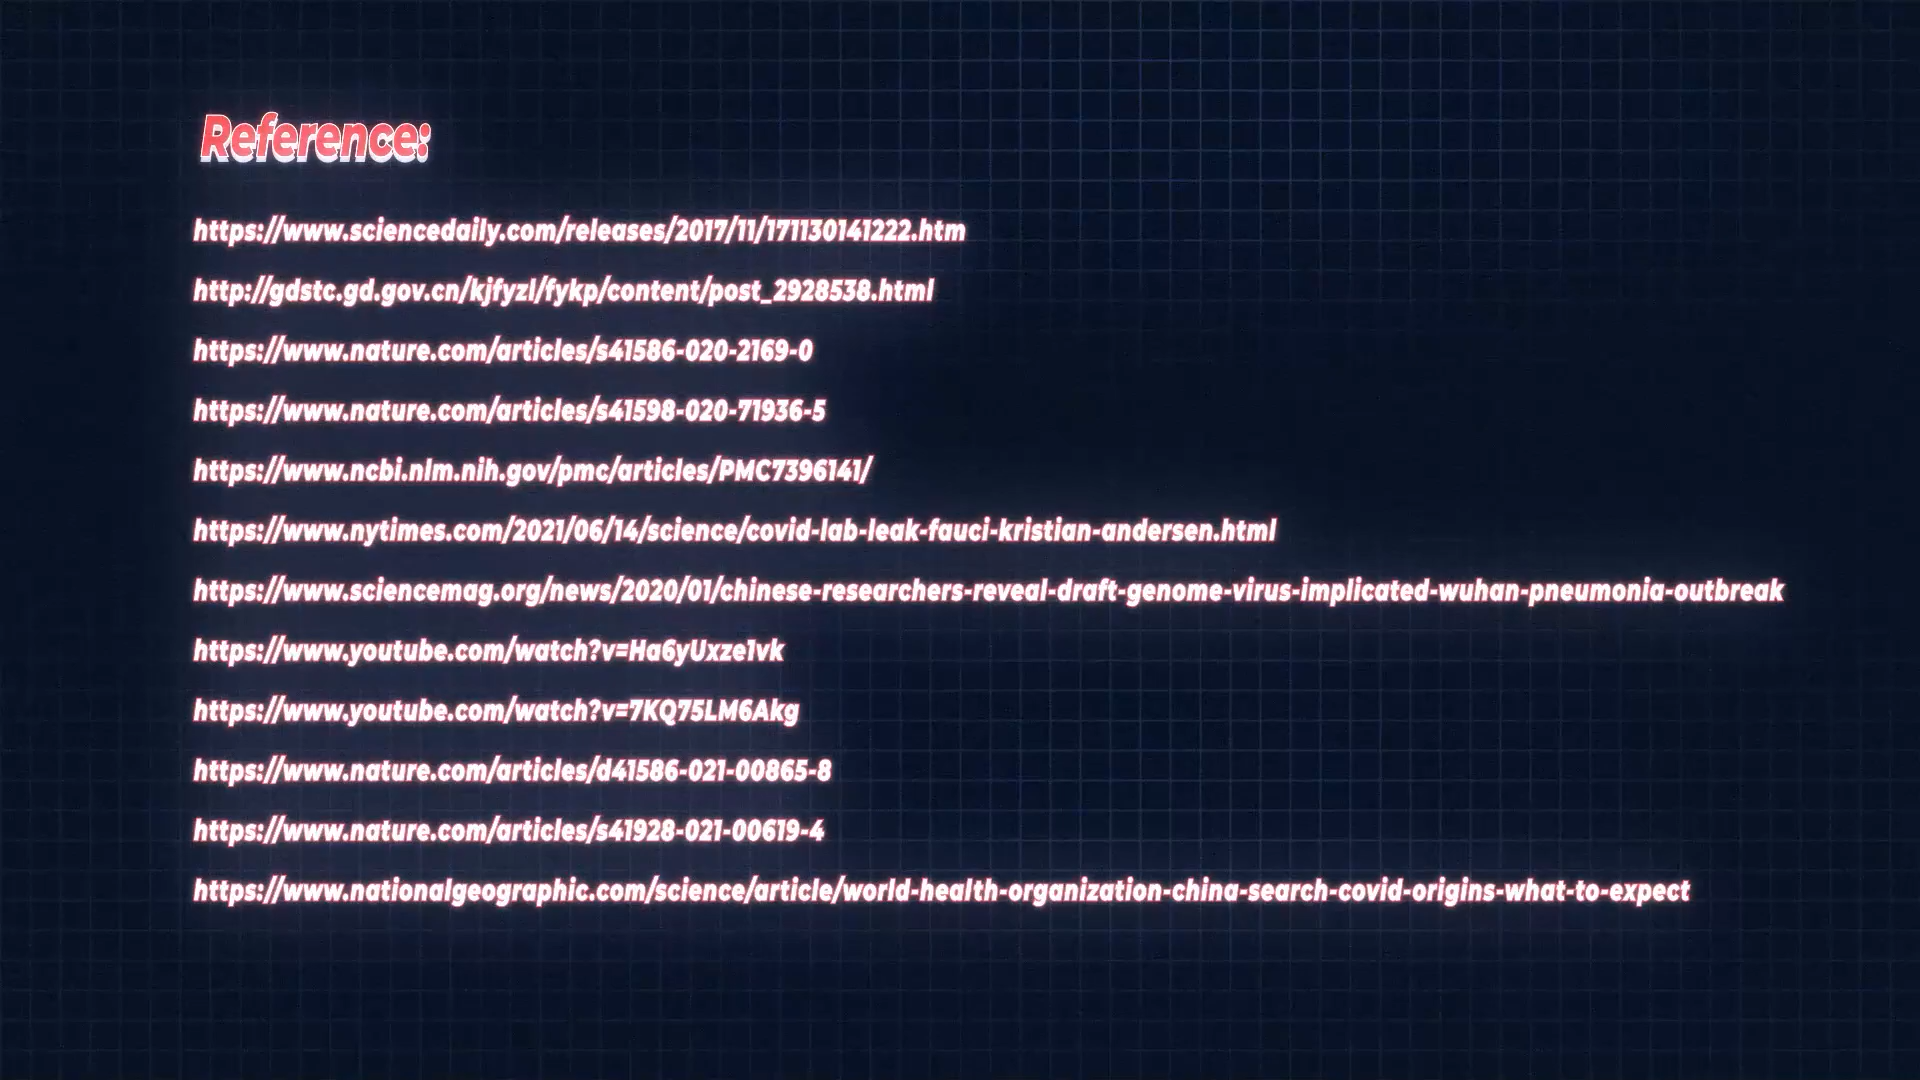 Reference:
https://www.sciencedaily.com/releases/2017/11/171130141222.htm
http://gdstc.gd.gov.cn/kjfyzl/fykp/content/post_2928538.html
https://www.nature.com/articles/s41586-020-2169-0
https://www.nature.com/articles/s41598-020-71936-5
https://www.ncbi.nlm.nih.gov/pmc/articles/PMC7396141/
https://www.nytimes.com/2021/06/14/science/covid-lab-leak-fauci-kristian-andersen.html
https://www.sciencemag.org/news/2020/01/chinese-researchers-reveal-draft-genome-virus-implicated-wuhan-pneumonia-outbreak
https://www.youtube.com/watch?v=Ha6yUxze1vk
https://www.youtube.com/watch?v=7KQ75LM6Akg
https://www.nature.com/articles/d41586-021-00865-8
https://www.nature.com/articles/s41928-021-00619-4
https://www.nationalgeographic.com/science/article/world-health-organization-china-search-covid-origins-what-to-expect